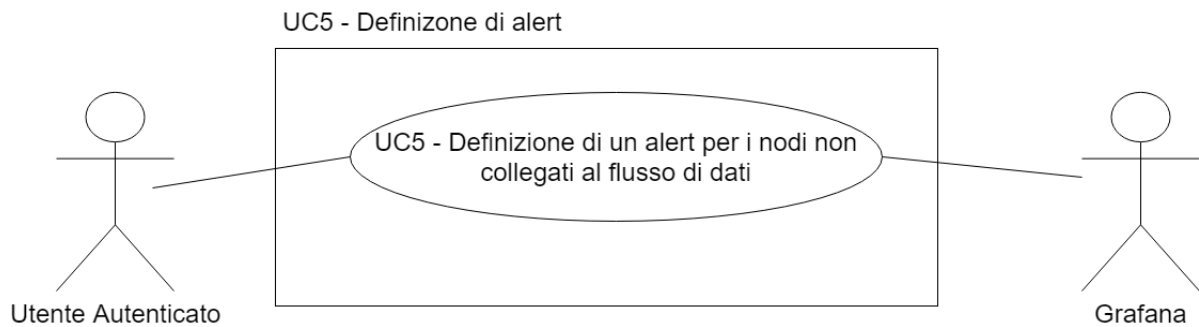 UC5 - Definizone di alert
UC5 - Definizione di un alert per i nodi non
collegati al flusso di dati
Utente Autenticato
Grafana